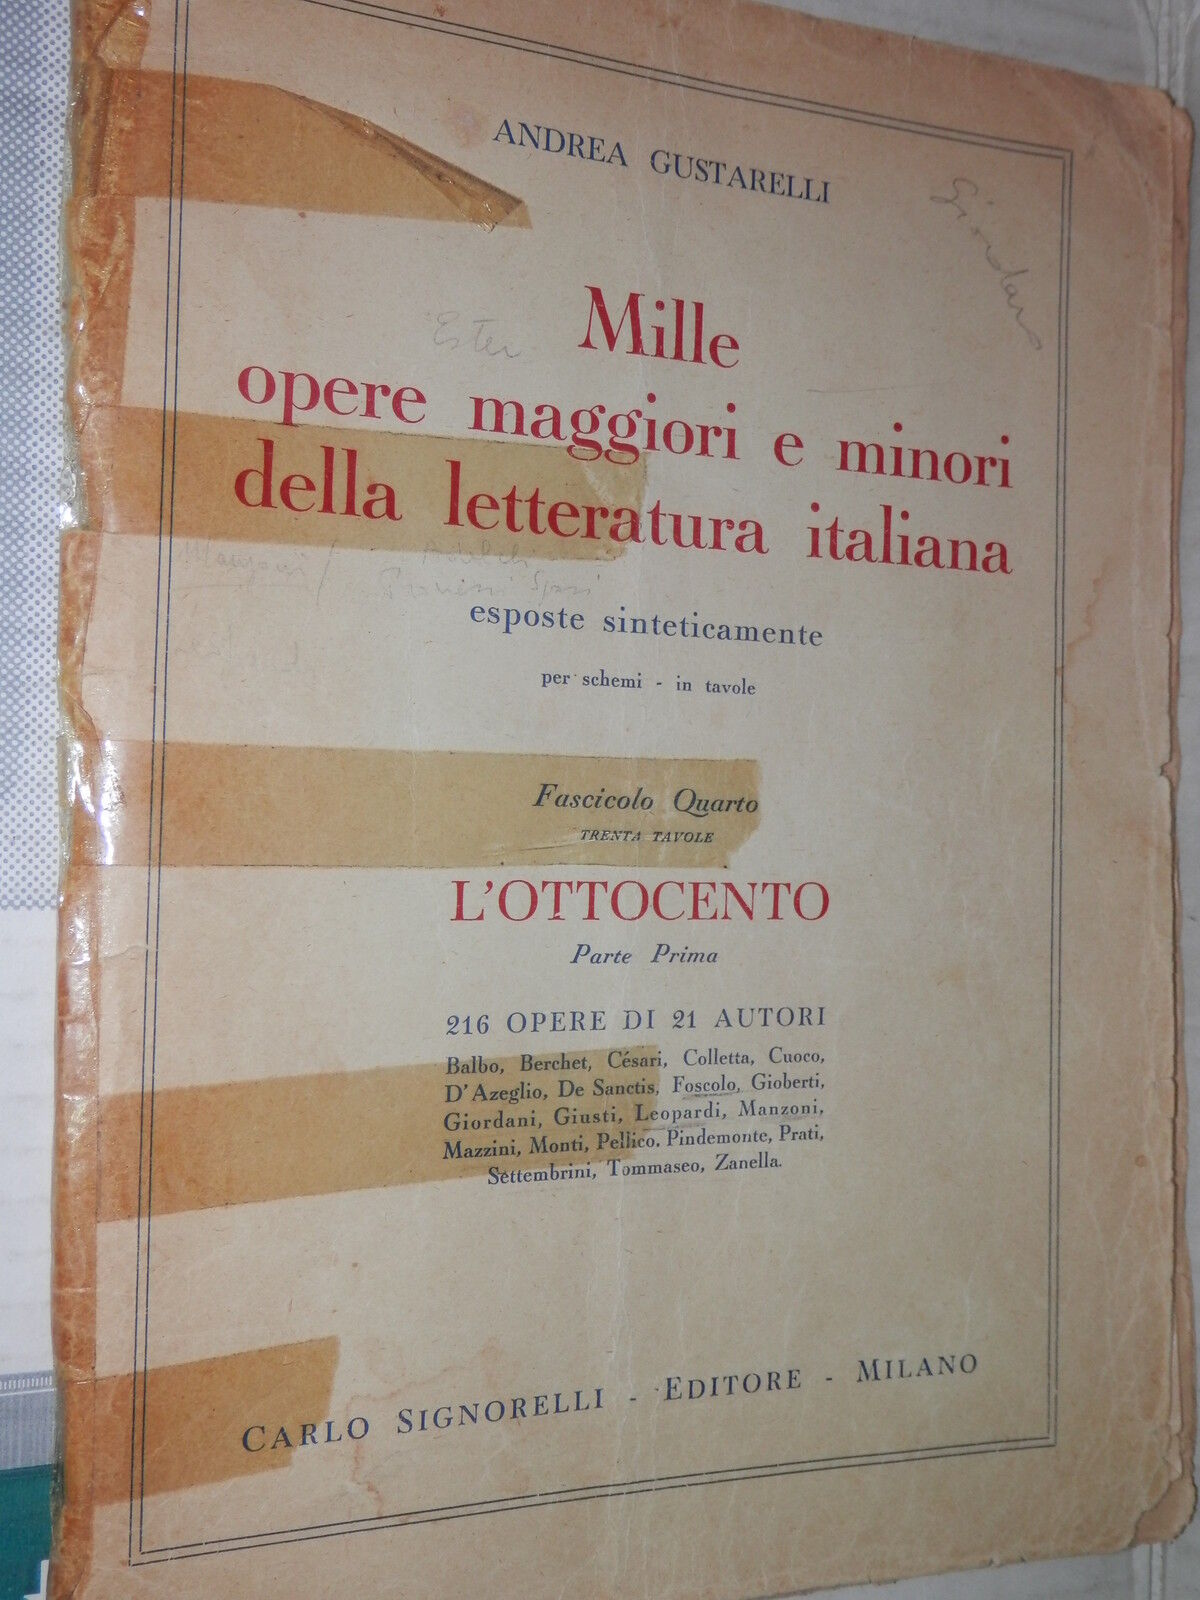 ANDREA GUSTARELLI
Ester
Mille
opere maggiori e minori
della letteratura italiana
esposte sinteticamente
per schemi - in tavole
Fascicolo Quarto
TRENTA TAVOLE
L'OTTOCENTO
Parte Prima
216 OPERE DI 21 AUTORI
Balbo, Berchet, Césari, Colletta, Cuoco,
D'Azeglio, De Sanctis, Foscolo, Gioberti,
Giordani, Giusti, Leopardi, Manzoni,
Mazzini, Monti, Pellico. Pindemonte, Prati,
Settembrini, Tommaseo, Zanella.
CARLO SIGNORELLI - EDITORE - MILANO